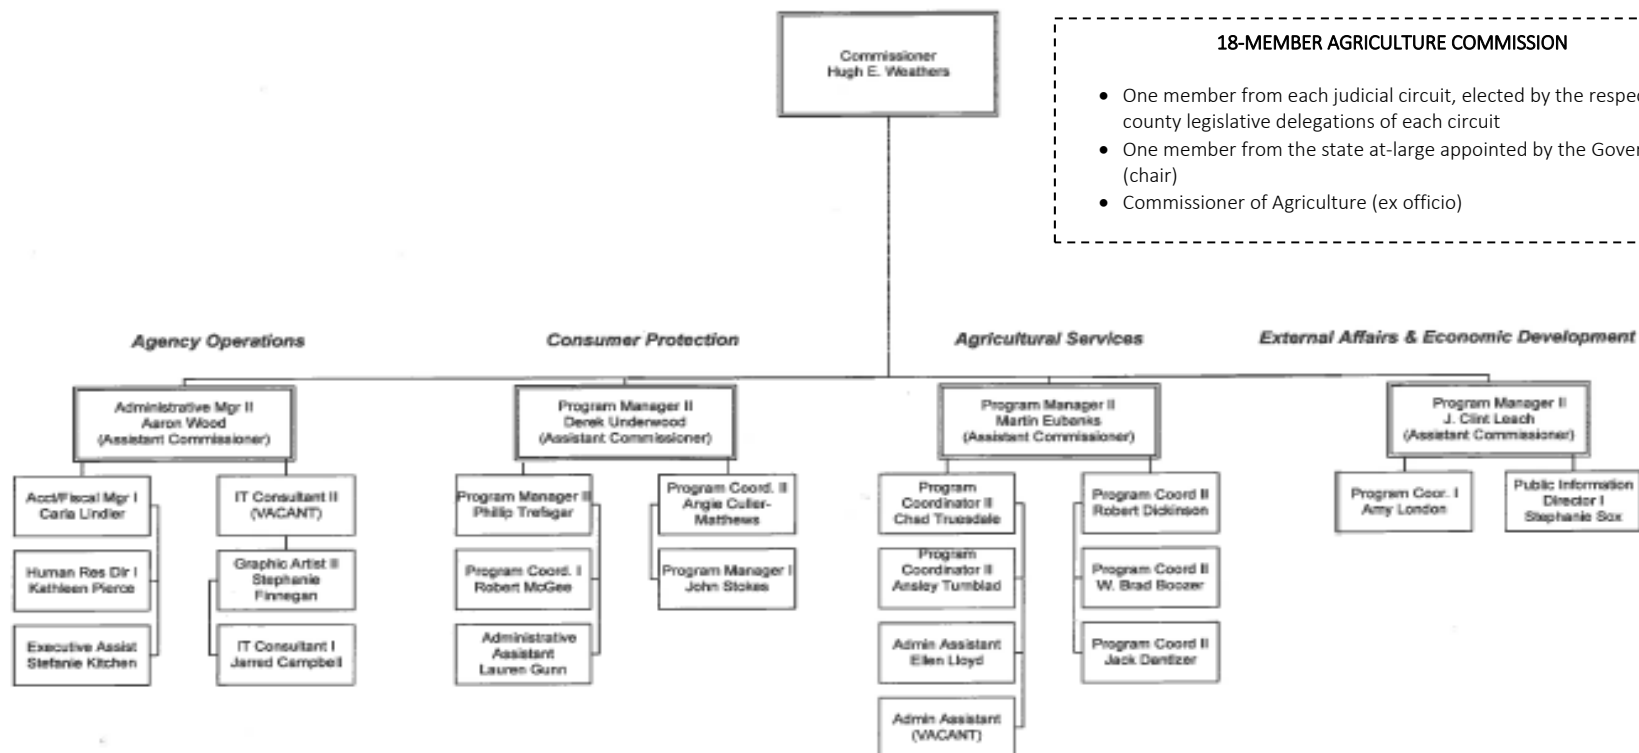 Commissioner
Hugh E. Weathers
18-MEMBER AGRICULTURE COMMISSION
• One member from each judicial circuit, elected by the respec
county legislative delegations of each circuit
• One member from the state at-large appointed by the Gover
(chair)
• Commissioner of Agriculture (ex officio)
Agency Operations
Consumer Protection
Agricultural Services
External Affairs & Economic Development
Administrative Mgr II
Aaron Wood
(Assistant Commissioner)
Program Manager II
Derek Underwood
(Assistant Commissioner)
Program Manager II
Martin Eubanks
(Assistant Commissioner)
Program Manager II
J. Clint Leach
(Assistant Commissioner)
Acct/Fiscal Mgr I
Carla Lindler
IT Consultant II
(VACANT)
Program Manager II
Phillip Trefsgar
Program Coord. II
Angie Culler-
Matthews
Program
Coordinator II
Chad Truesdale
Program Coord II
Robert Dickinson
Program Coor. I
Amy London
Public Information
Director I
Stephanie Sox
Human Res Dir I
Kathleen Pierce
Graphic Artist II
Stephanie
Finnegan
Program Coord. I
Robert McGee
Program Manager I
John Stokes
Program
Coordinator II
Ansley Turnblad
Program Coord II
W. Brad Boozer
Executive Assist
Stefanie Kitchen
IT Consultant I
Jarred Campbell
Administrative
Assistant
Lauren Gunn
Admin Assistant
Ellen Lloyd
Program Coord II
Jack Dantzler
Admin Assistant
(VACANT)